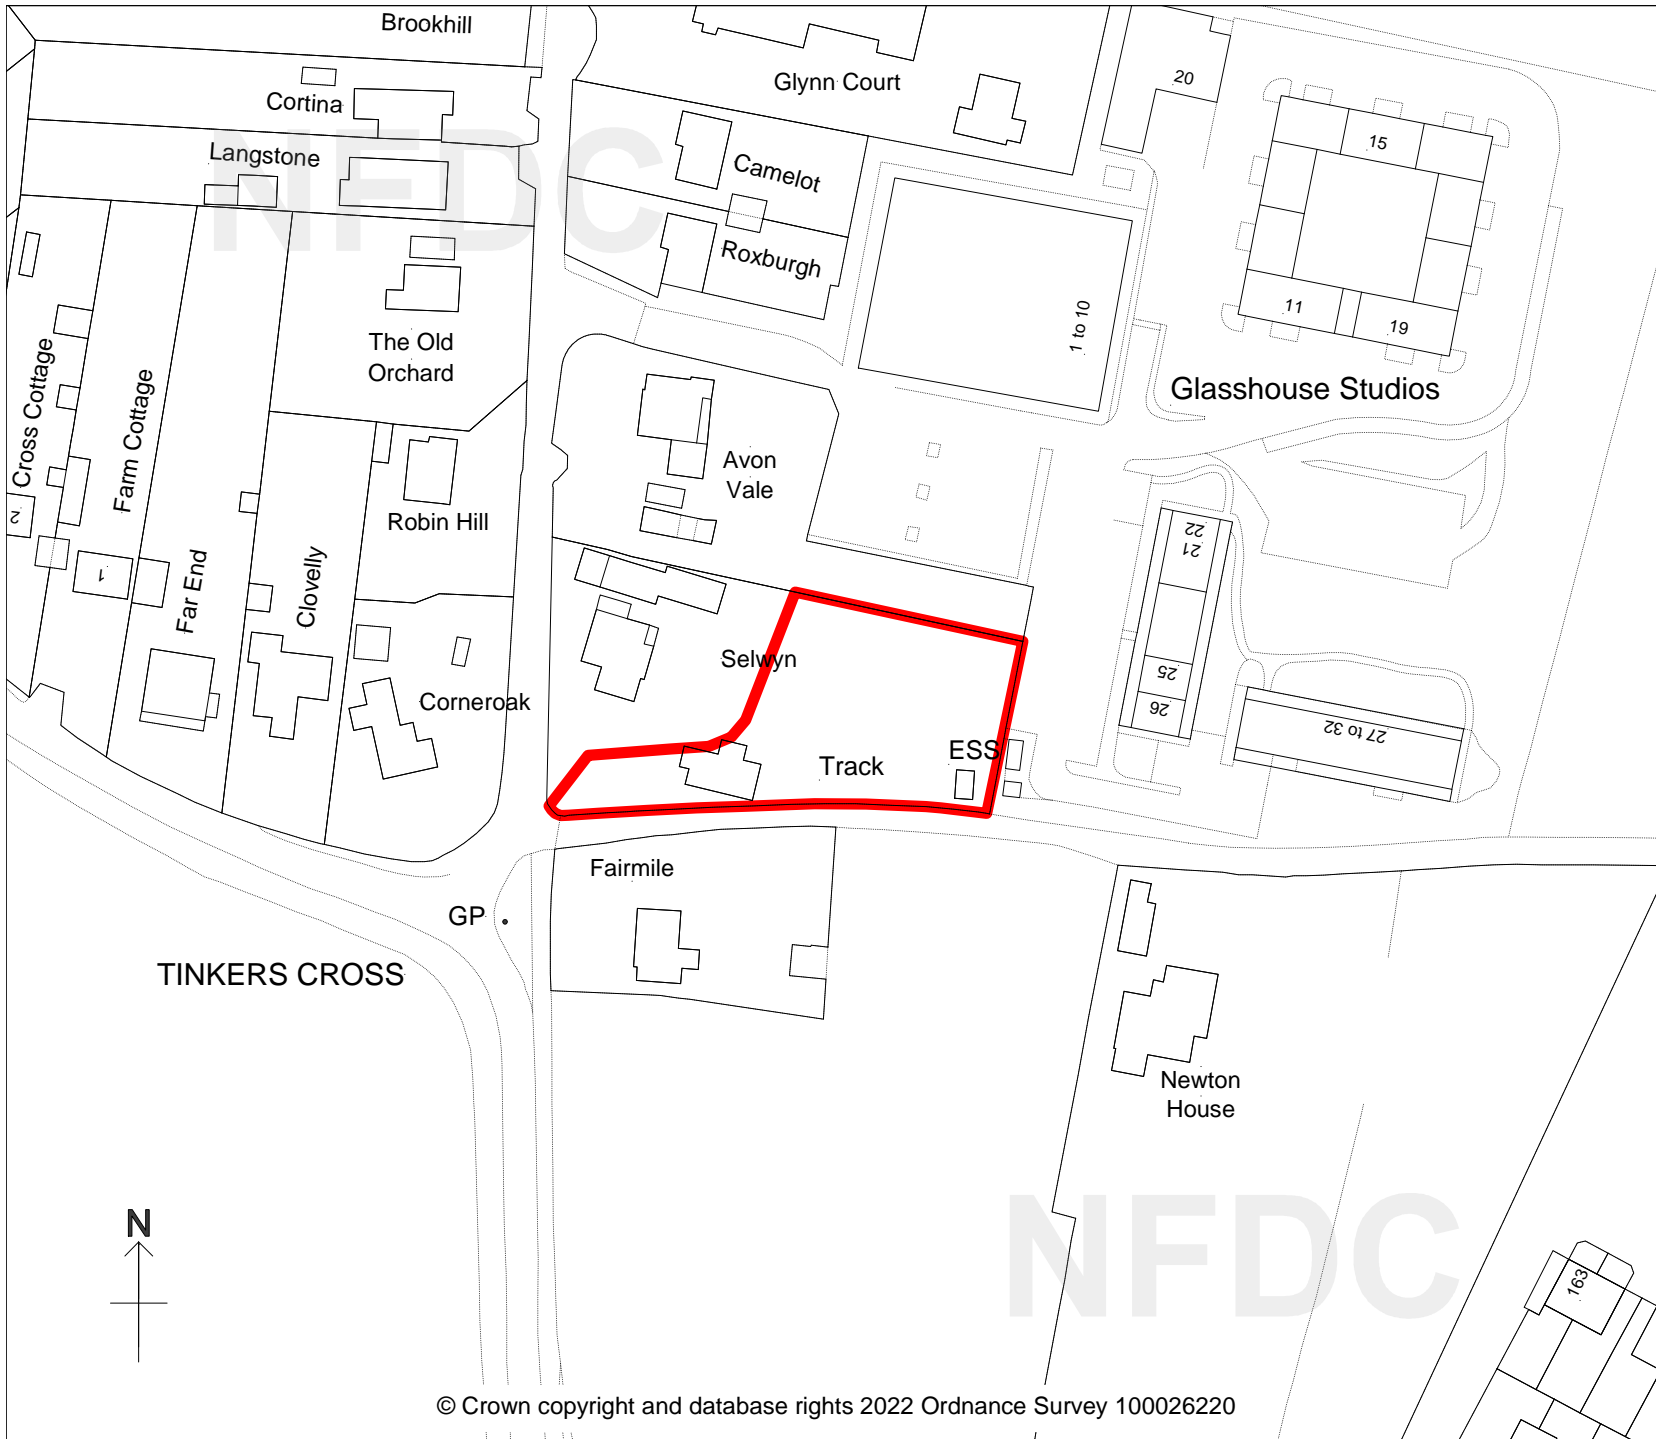 Brookhill
Glynn Court
20
Cortina
15
Langstone
NFDC
Camelot
Roxburgh
11
19
1 to 10
The Old
Orchard
Glasshouse Studios
Cross Cottage
Farm Cottage
Avon
Vale
Robin Hill
2
22
21
1
Far End
Clovelly
Selwyn
25
Corneroak
26
27 to 32
ESS
Track
Fairmile
GP
TINKERS CROSS
Newton
House
N
NFDC
163
© Crown copyright and database rights 2022 Ordnance Survey 100026220